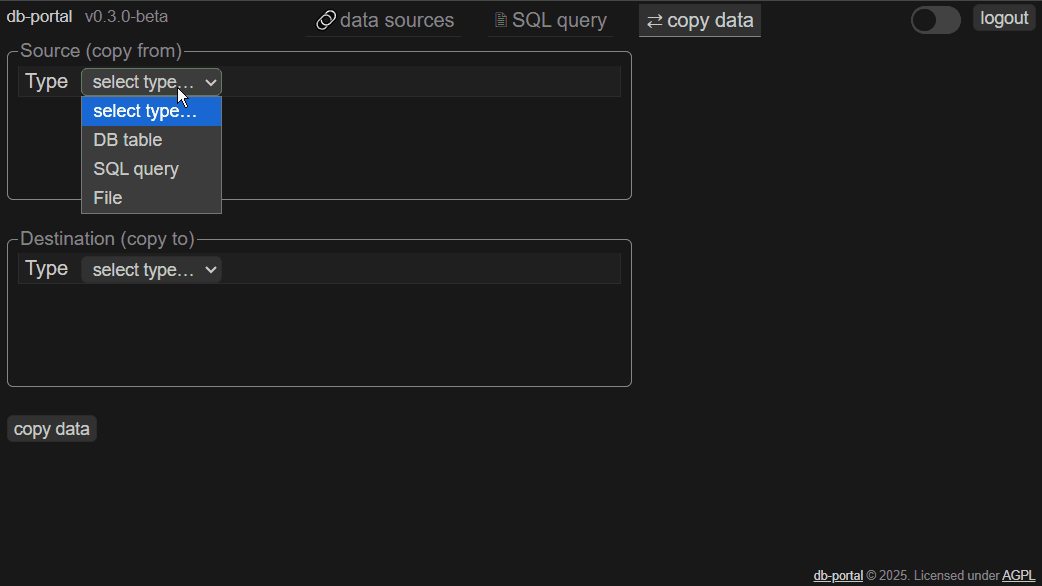 db-portal v0.3.0-beta
data sources
SQL query
⇄ copy data
logout
Source (copy from)
Type select type...
select type...
DB table
SQL query
File
Destination (copy to)
Type select type...
copy data
db-portal © 2025. Licensed under AGPL